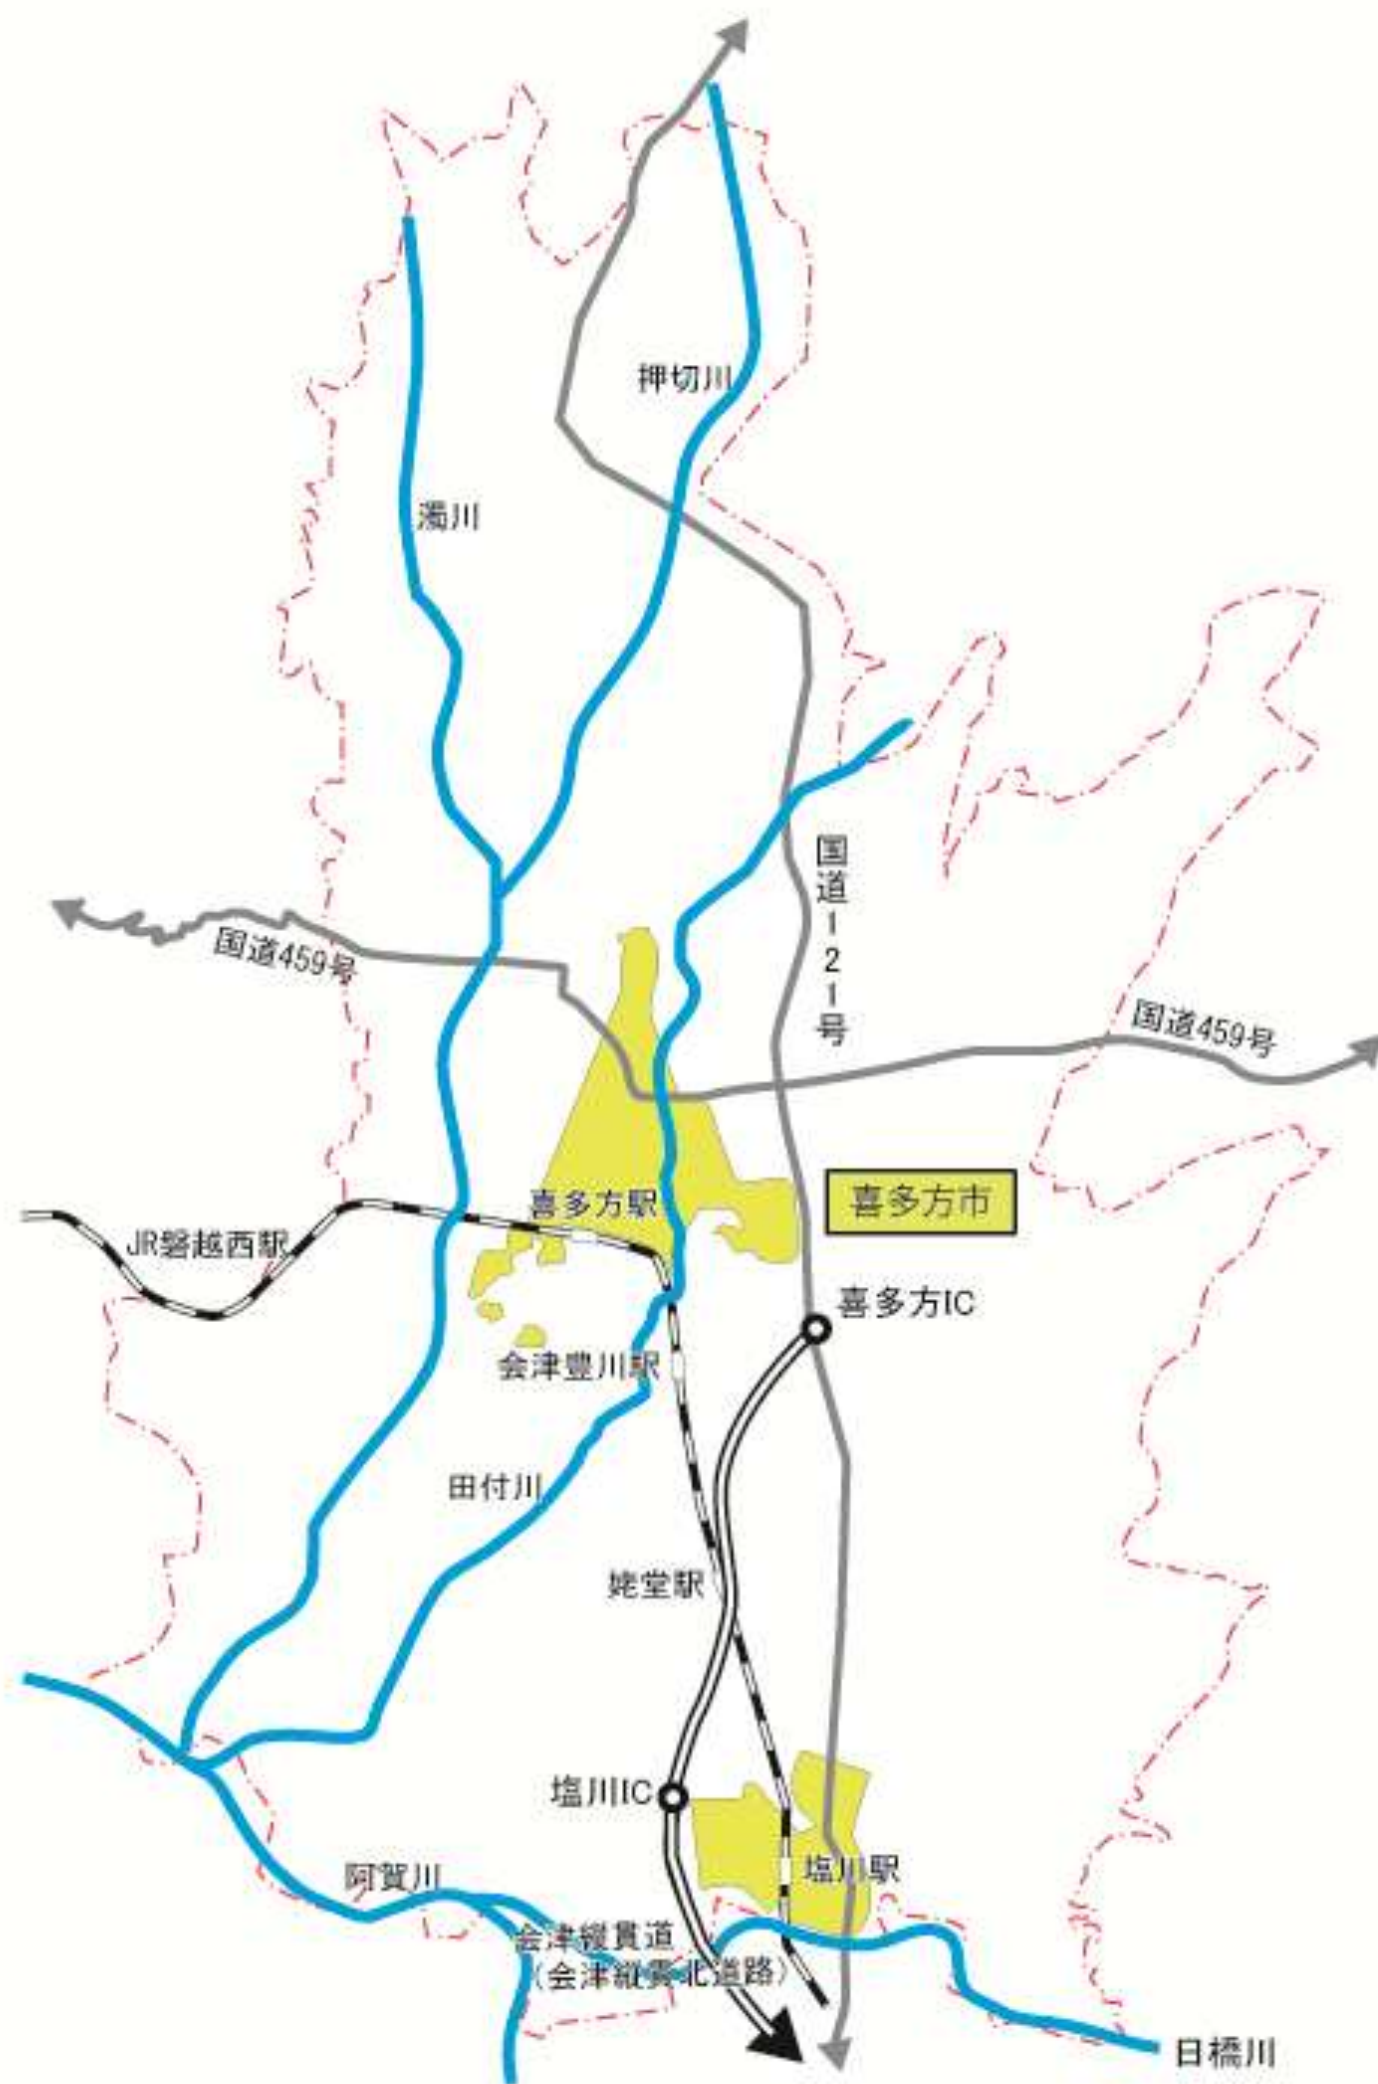 押切川
濁川
国道121号
国道459号
国道459号
喜多方駅
喜多方市
JR磐越西駅
喜多方IC
会津豊川駅
田付川
姥堂駅
塩川IC
塩川駅
阿賀川
会津縦貫道
(会津縦貫北道路)
日橋川